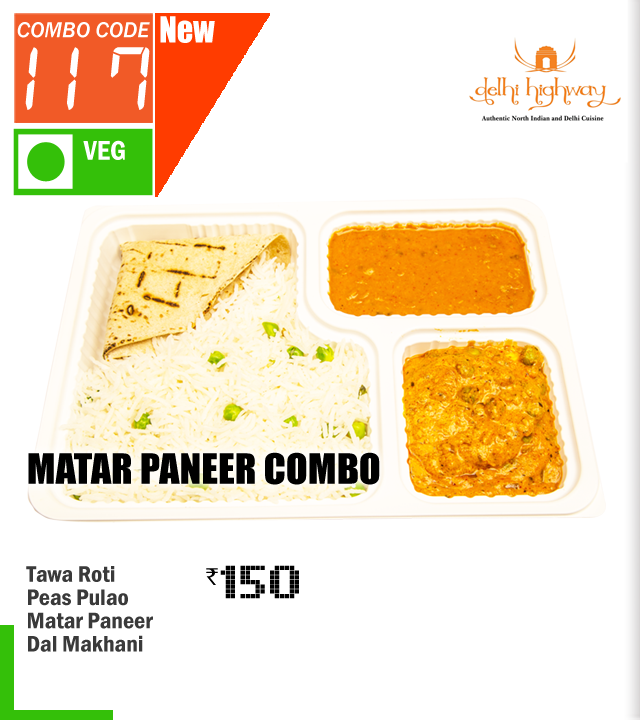 COMBO CODE
117
New
VEG
delhi highway
Authentic North Indian and Delhi Cuisine
MATAR PANEER COMBO
Tawa Roti
Peas Pulao
Matar Paneer
Dal Makhani
₹150